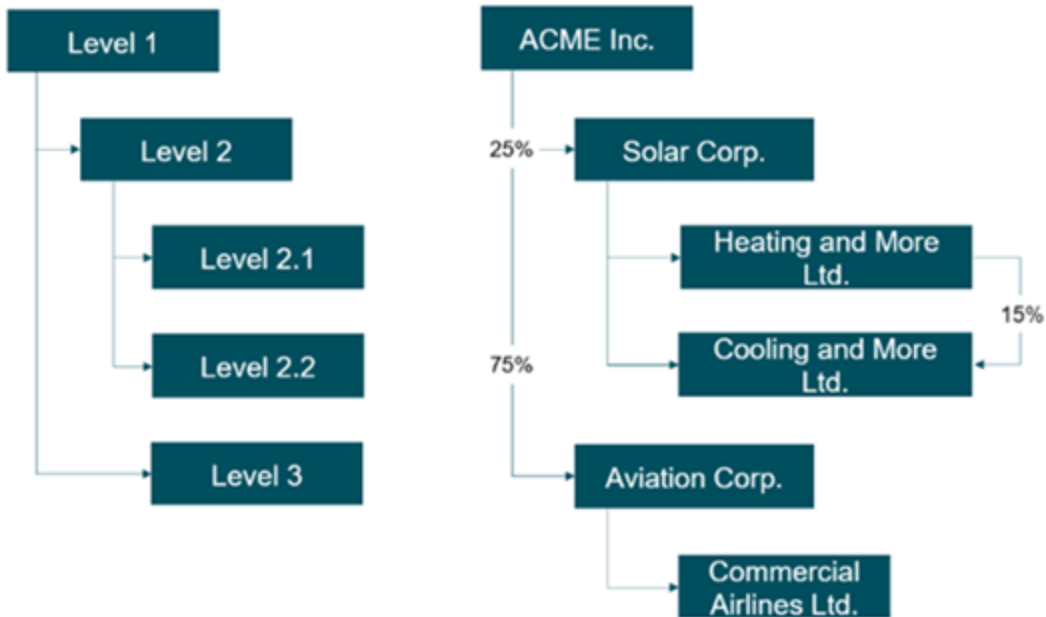 Level 1
Level 2
Level 2.1
Level 2.2
Level 3
ACME Inc.
25%
Solar Corp.
Heating and More
Ltd.
15%
Cooling and More
Ltd.
75%
Aviation Corp.
Commercial
Airlines Ltd.